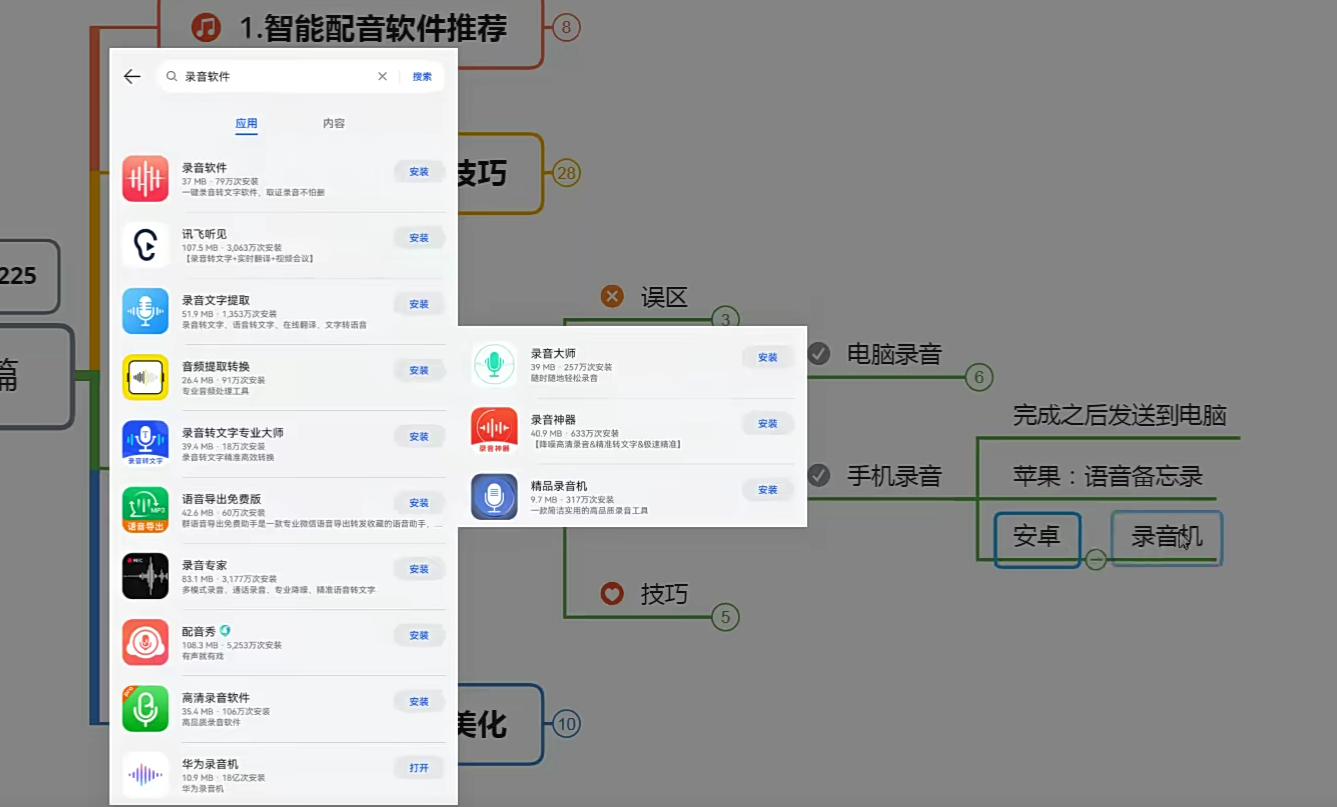 1.智能配音软件推荐
8
录音软件
搜索
应用
内容
录音软件
37 MB · 79万次安装
一键录音转文字软件，取证录音不怕删
安装
讯飞听见
107.5 MB · 3,063万次安装
【录音转文字+实时翻译+视频会议】
安装
录音文字提取
51.9 MB · 1,353万次安装
录音转文字、语音转文字、在线翻译、文字转语音
安装
音频提取转换
26.4 MB · 91万次安装
专业音频处理工具
安装
录音转文字
录音转文字专业大师
39.4 MB · 18万次安装
录音转文字精准高效转换
安装
MP3
语音导出
语音导出免费版
42.6 MB · 60万次安装
群语音导出免费助手是一款专业微信语音导出转发收藏的语音助手，...
安装
REC
录音专家
83.1 MB · 3,177万次安装
多模式录音、通话录音、专业降噪、精准语音转文字
安装
配音秀
108.3 MB · 5,253万次安装
有声就有戏
安装
高清录音软件
35.4 MB · 106万次安装
高品质录音软件
安装
华为录音机
10.9 MB · 18亿次安装
华为录音机
打开
录音大师
39 MB · 257万次安装
随时随地轻松录音
安装
录音神器
录音神器
40.9 MB · 633万次安装
【降噪高清录音&精准转文字&极速精准】
安装
精品录音机
9.7 MB · 317万次安装
一款简洁实用的高品质录音工具
安装
技巧
28
225
篇
误区
3
电脑录音
6
手机录音
完成之后发送到电脑
苹果：语音备忘录
安卓
录音机
技巧
5
美化
10